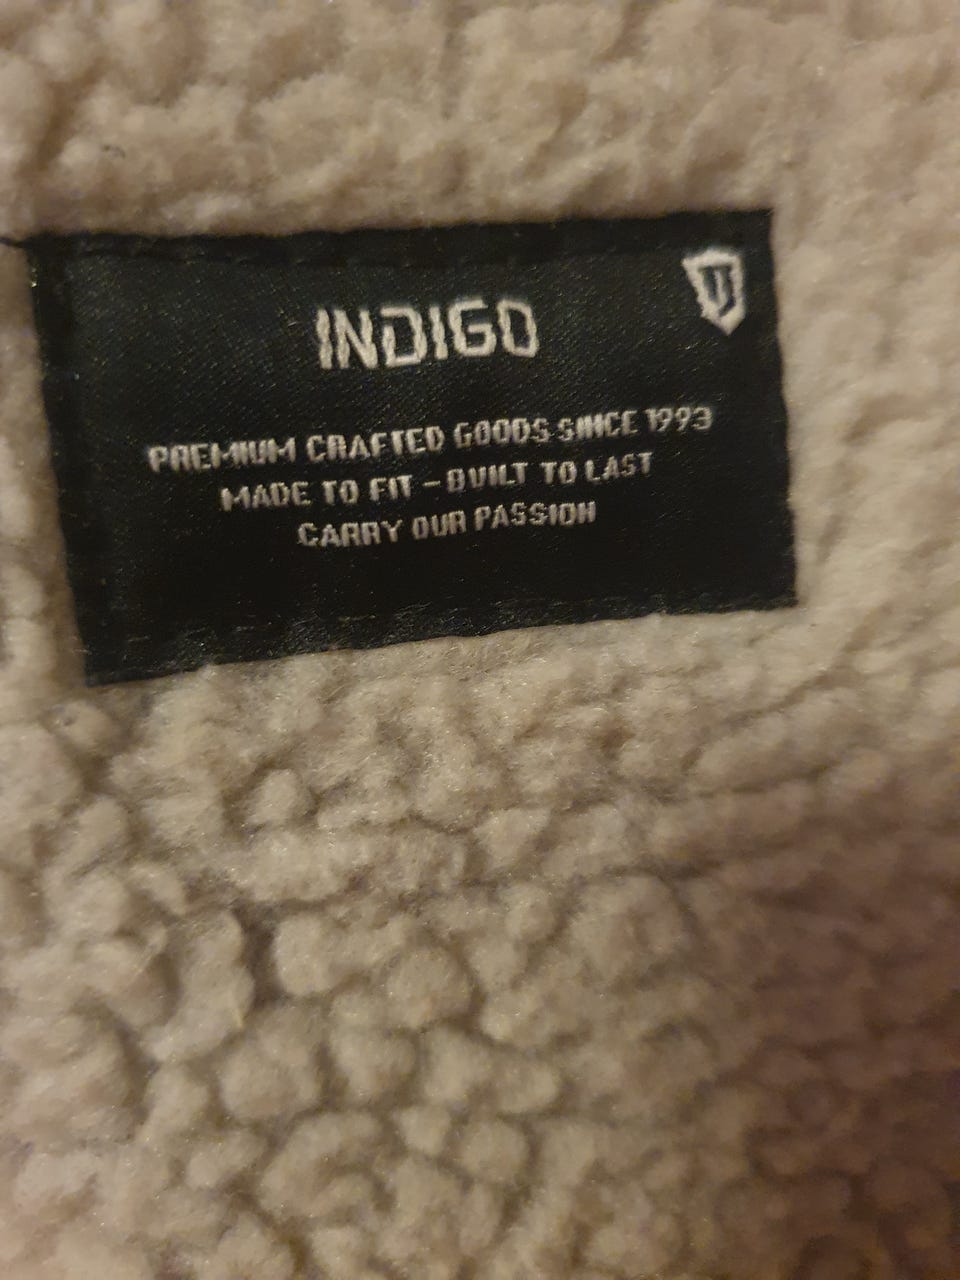 INDIGO
PREMIUM CRAFTED GOODS SINCE 1993
MADE TO FIT - BUILT TO LAST
CARRY OUR PASSION